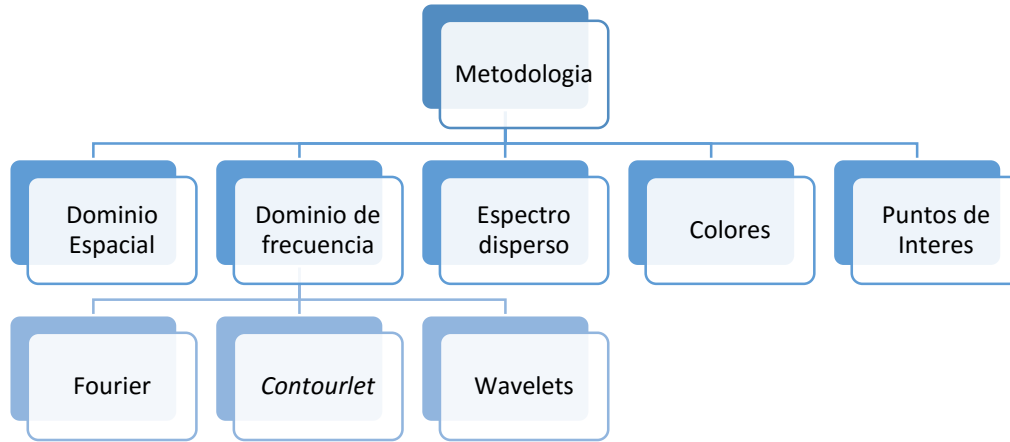 Metodologia
Dominio
Espacial
Dominio de
frecuencia
Espectro
disperso
Colores
Puntos de
Interes
Fourier
Contourlet
Wavelets